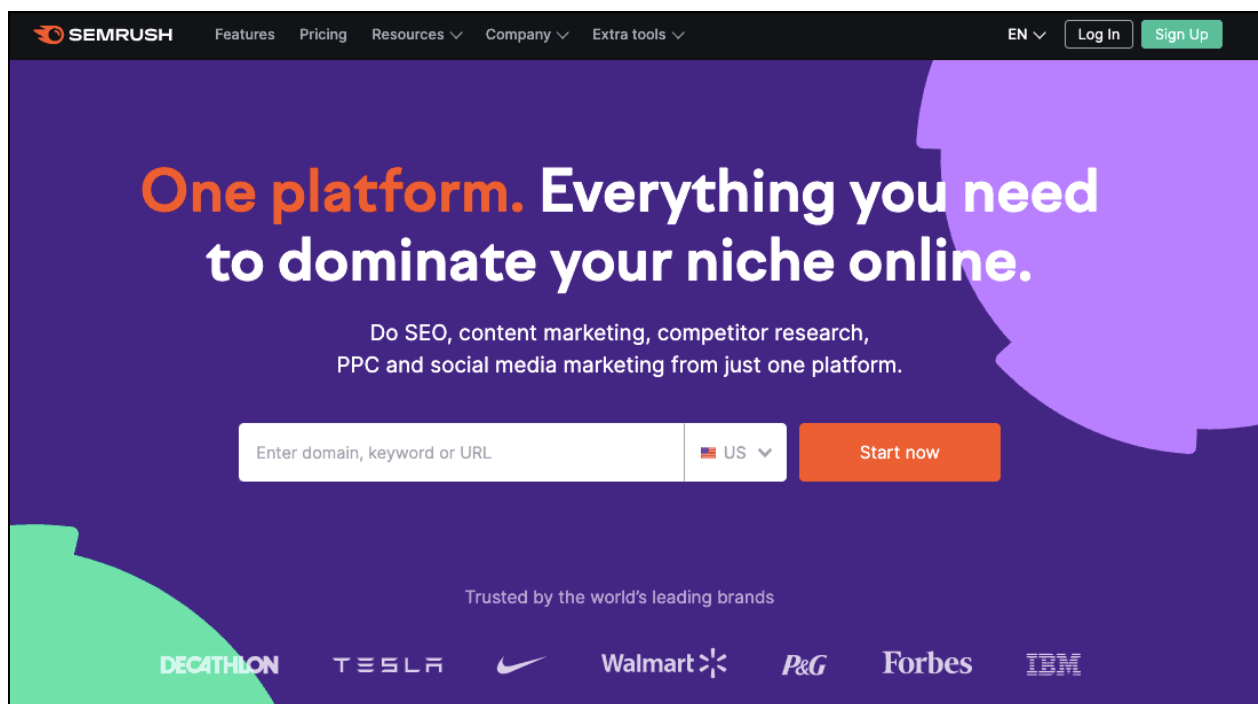 SEMRUSH Features Pricing Resources Company Extra tools EN Log In Sign Up
One platform. Everything you need
to dominate your niche online.
Do SEO, content marketing, competitor research,
PPC and social media marketing from just one platform.
Enter domain, keyword or URL US Start now
Trusted by the world's leading brands
DECATHLON TESLA Walmart P&G Forbes IBM